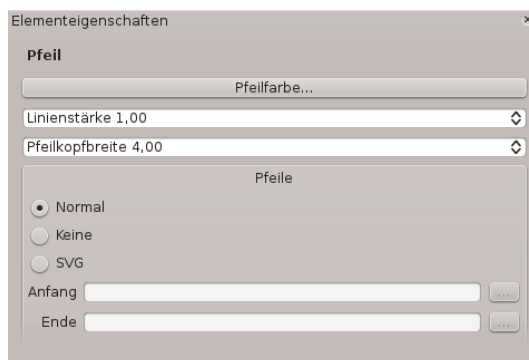 Elementeigenschaften
Pfeil
Pfeilfarbe...
Linienstärke 1,00
Pfeilkopfbreite 4,00
Pfeile
Normal
Keine
SVG
Anfang ...
Ende ...